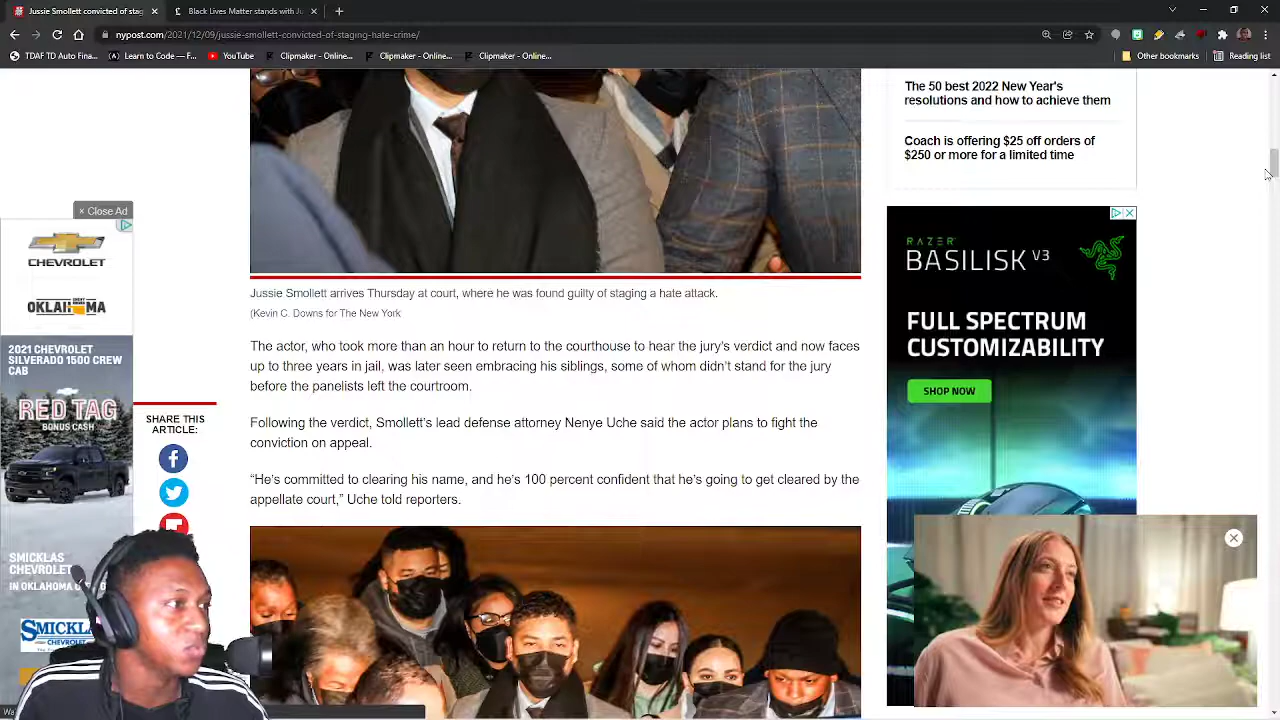 Jussie Smollett convicted of stag
Black Lives Matter stands with Ju
nypost.com/2021/12/09/jussie-smollett-convicted-of-staging-hate-crime/
TDAF TD Auto Fin...
Learn to Code — F...
YouTube
Clipmaker - Online...
Clipmaker - Online...
Clipmaker - Online...
Other bookmarks
Reading list
The 50 best 2022 New Year's
resolutions and how to achieve them
Coach is offering $25 off orders of
$250 or more for a limited time
× Close Ad
CHEVROLET
OKLAHOMA
2021 CHEVROLET
SILVERADO 1500 CREW
CAB
RED TAG
BONUS CASH
SMICKLAS
CHEVROLET
IN OKLAHOMA C
SMICKLA
CHEVROLET
SHARE THIS
ARTICLE:
Jussie Smollett arrives Thursday at court, where he was found guilty of staging a hate attack.
(Kevin C. Downs for The New York
The actor, who took more than an hour to return to the courthouse to hear the jury's verdict and now faces
up to three years in jail, was later seen embracing his siblings, some of whom didn't stand for the jury
before the panelists left the courtroom.
Following the verdict, Smollett's lead defense attorney Nenye Uche said the actor plans to fight the
conviction on appeal.
“He's committed to clearing his name, and he's 100 percent confident that he's going to get cleared by the
appellate court,” Uche told reporters.
RAZER
BASILISK V3
FULL SPECTRUM
CUSTOMIZABILITY
SHOP NOW